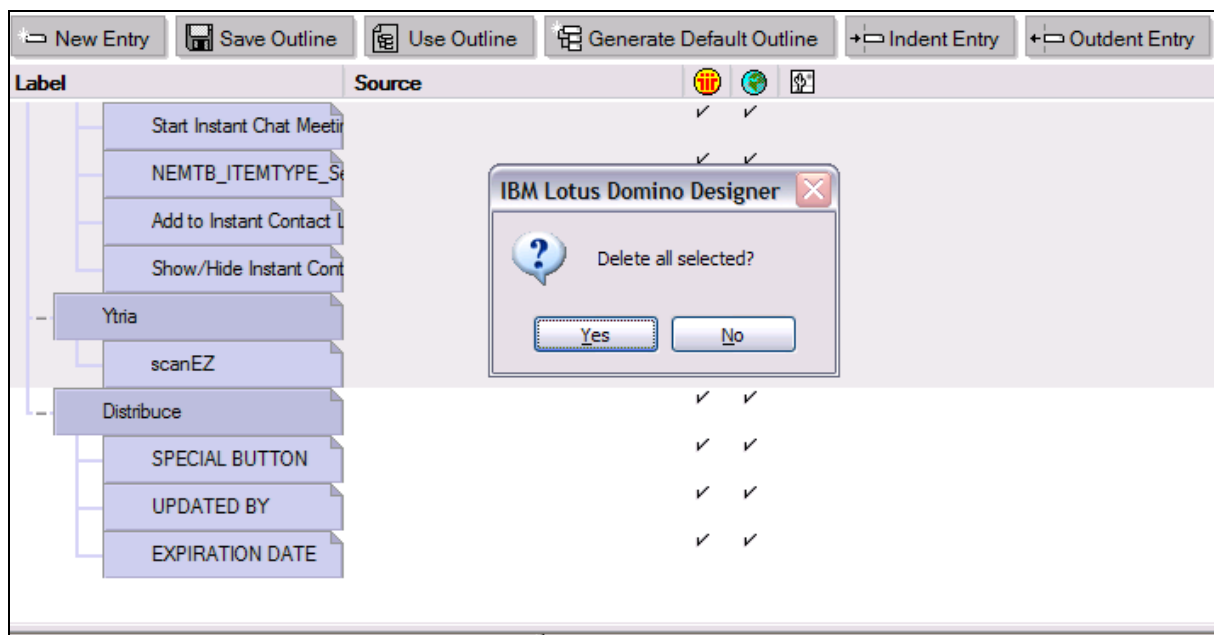 New Entry Save Outline Use Outline Generate Default Outline Indent Entry Outdent Entry
Label Source
Start Instant Chat Meetin
NEMTB_ITEMTYPE_Se
Add to Instant Contact L
Show/Hide Instant Cont
Ytria
scanEZ
Distribuce
SPECIAL BUTTON
UPDATED BY
EXPIRATION DATE
IBM Lotus Domino Designer
Delete all selected?
Yes No